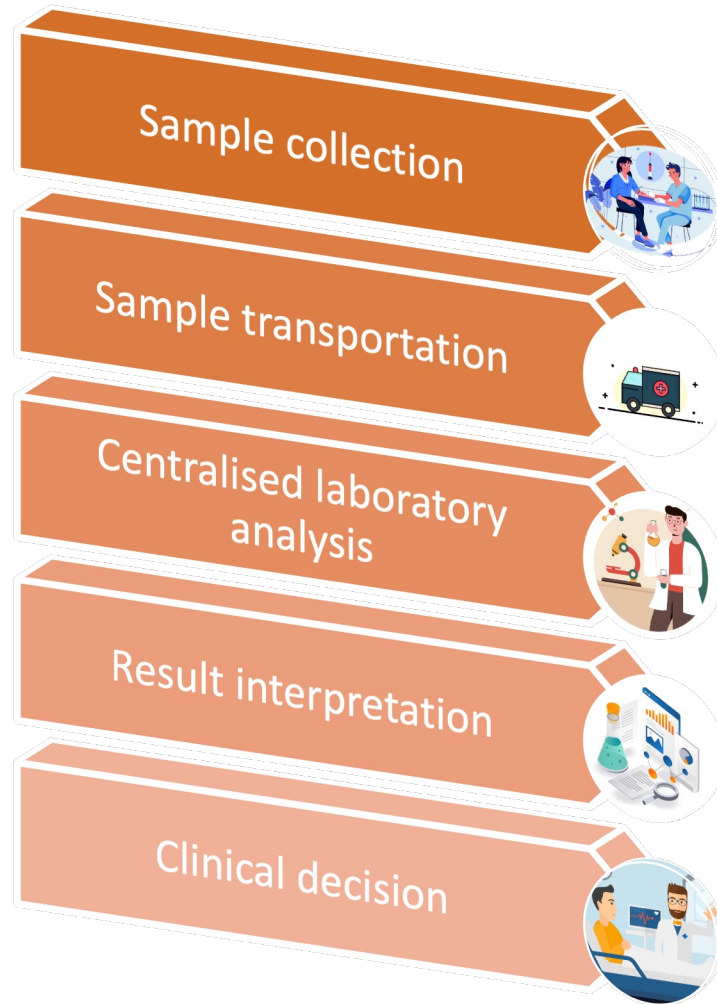 Sample collection
Sample transportation
Centralised laboratory
analysis
Result interpretation
Clinical decision